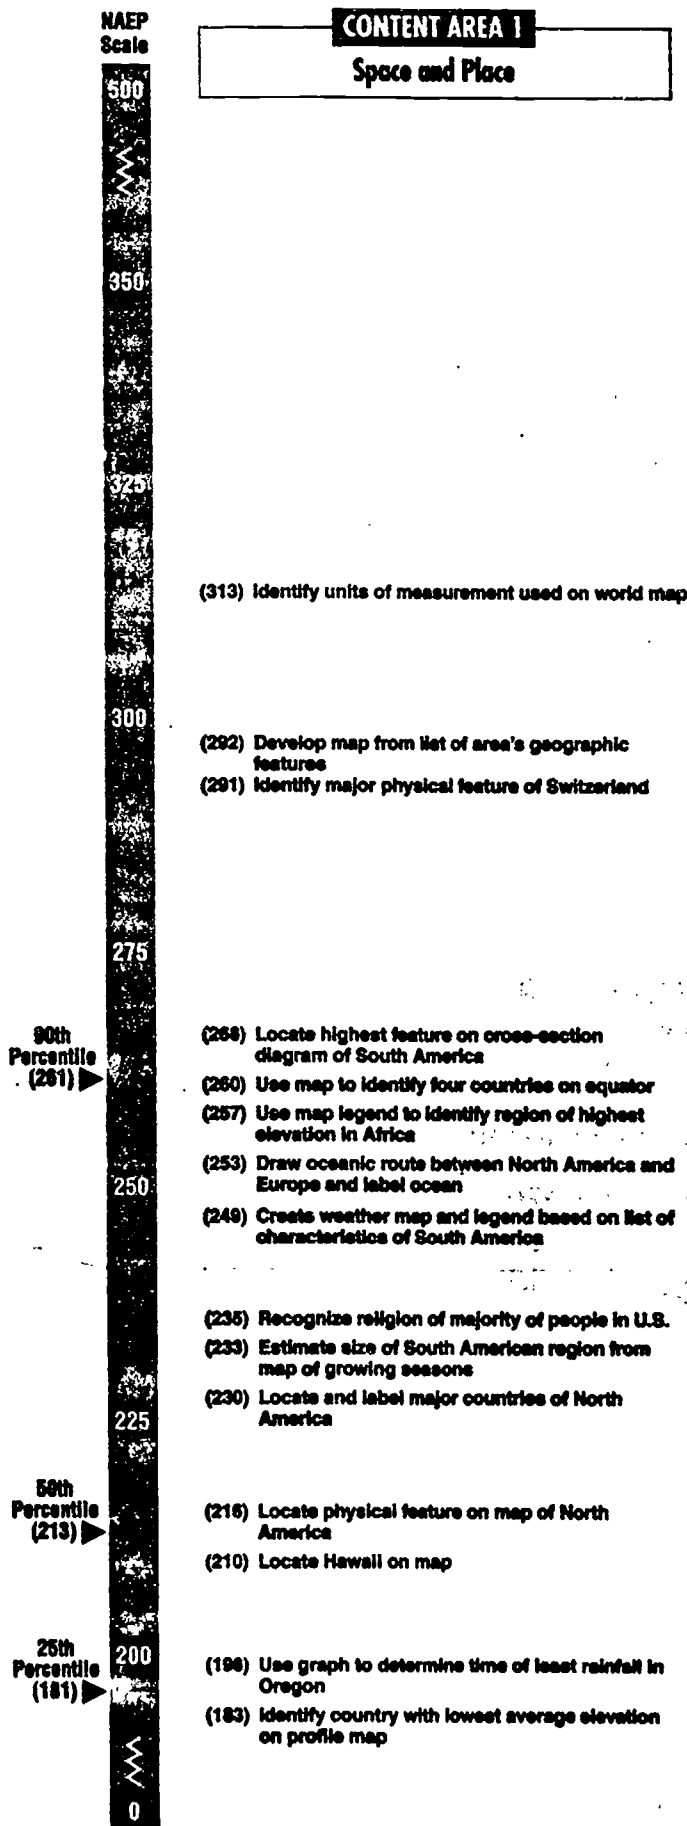 NAEP
Scale
CONTENT AREA 1
Space and Place
500
350
325
(313) Identify units of measurement used on world map
300
(292) Develop map from list of area's geographic
features
(291) Identify major physical feature of Switzerland
275
90th
Percentile
(261)
(268) Locate highest feature on cross-section
diagram of South America
(260) Use map to identify four countries on equator
(257) Use map legend to identify region of highest
elevation in Africa
(253) Draw oceanic route between North America and
Europe and label ocean
250
(249) Create weather map and legend based on list of
characteristics of South America
(235) Recognize religion of majority of people in U.S.
(233) Estimate size of South American region from
map of growing seasons
(230) Locate and label major countries of North
America
225
50th
Percentile
(213)
(215) Locate physical feature on map of North
America
(210) Locate Hawaii on map
25th
Percentile
(181)
200
(196) Use graph to determine time of least rainfall in
Oregon
(183) Identify country with lowest average elevation
on profile map
0